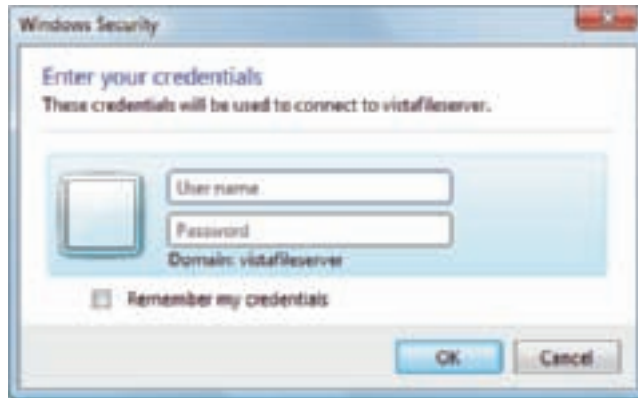 Windows Security
Enter your credentials
These credentials will be used to connect to vistafileserver.
User name
Password
Domain: vistafileserver
Remember my credentials
OK
Cancel